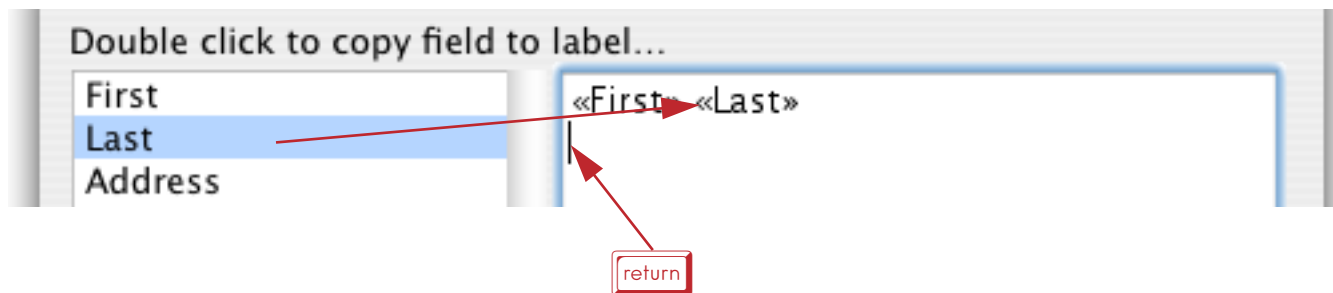 Double click to copy field to label...
First
Last
Address
«First» «Last»
return